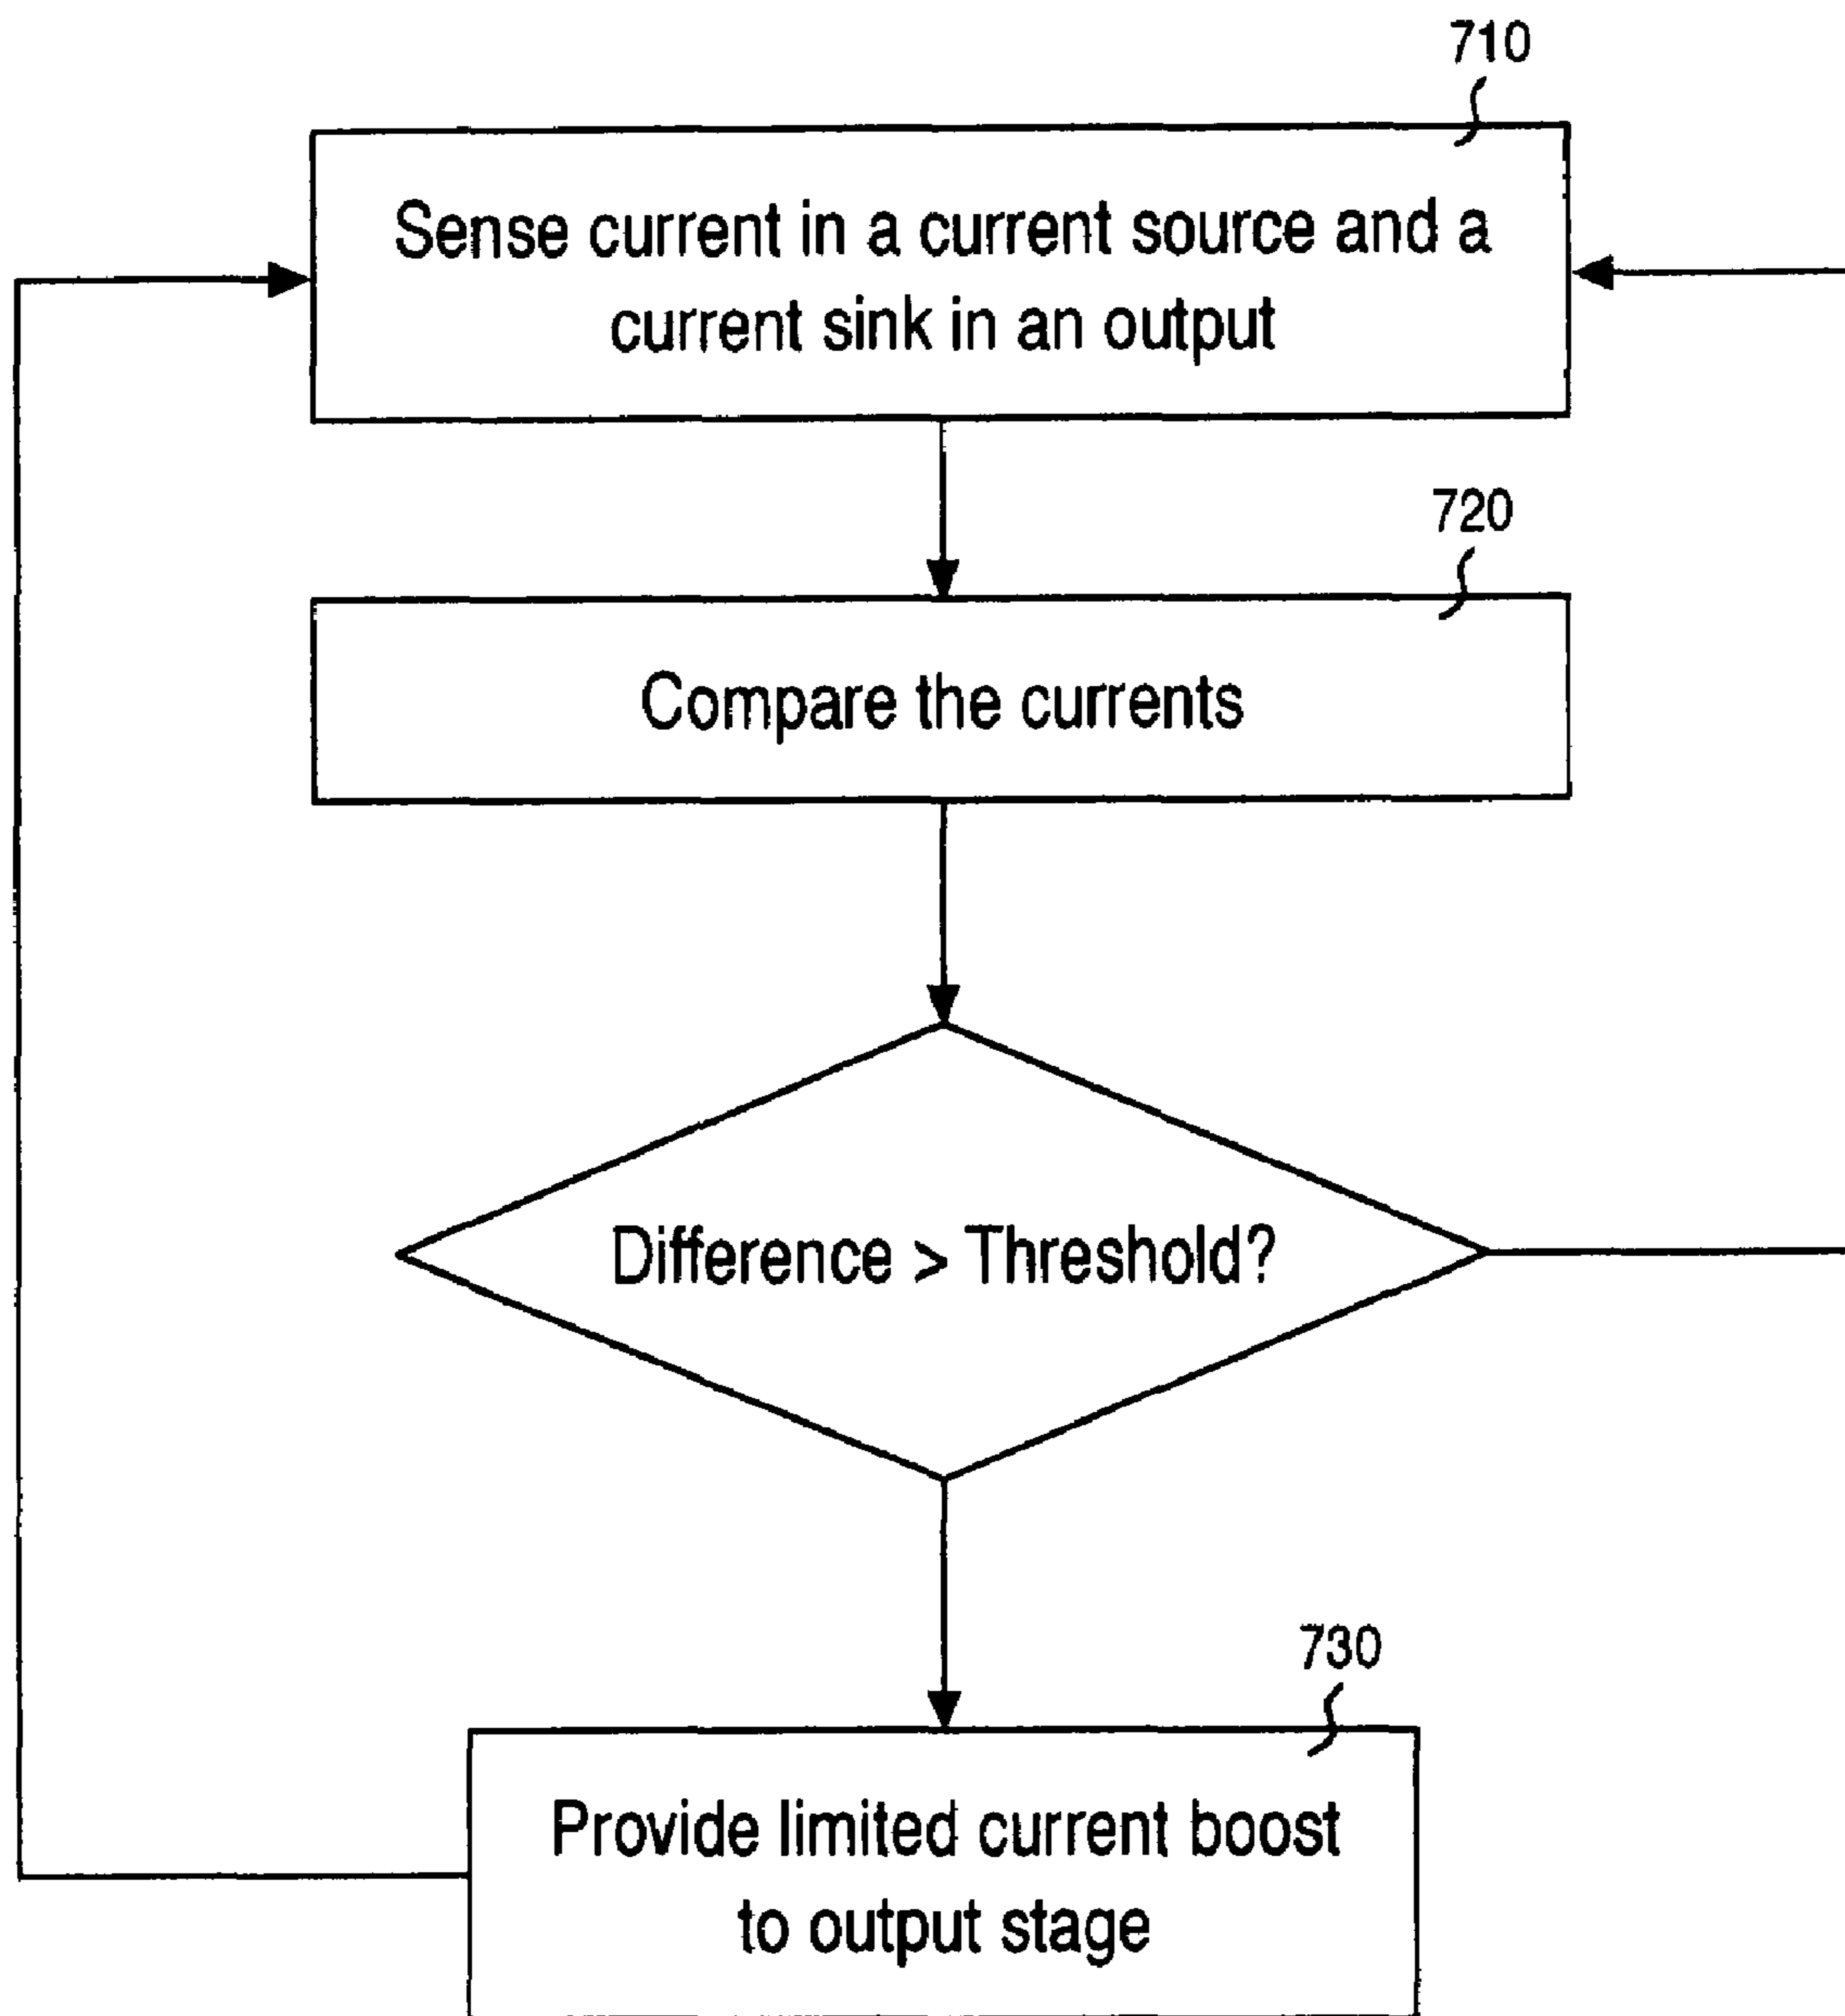 710
Sense current in a current source and a
current sink in an output
720
Compare the currents
Difference > Threshold?
730
Provide limited current boost
to output stage